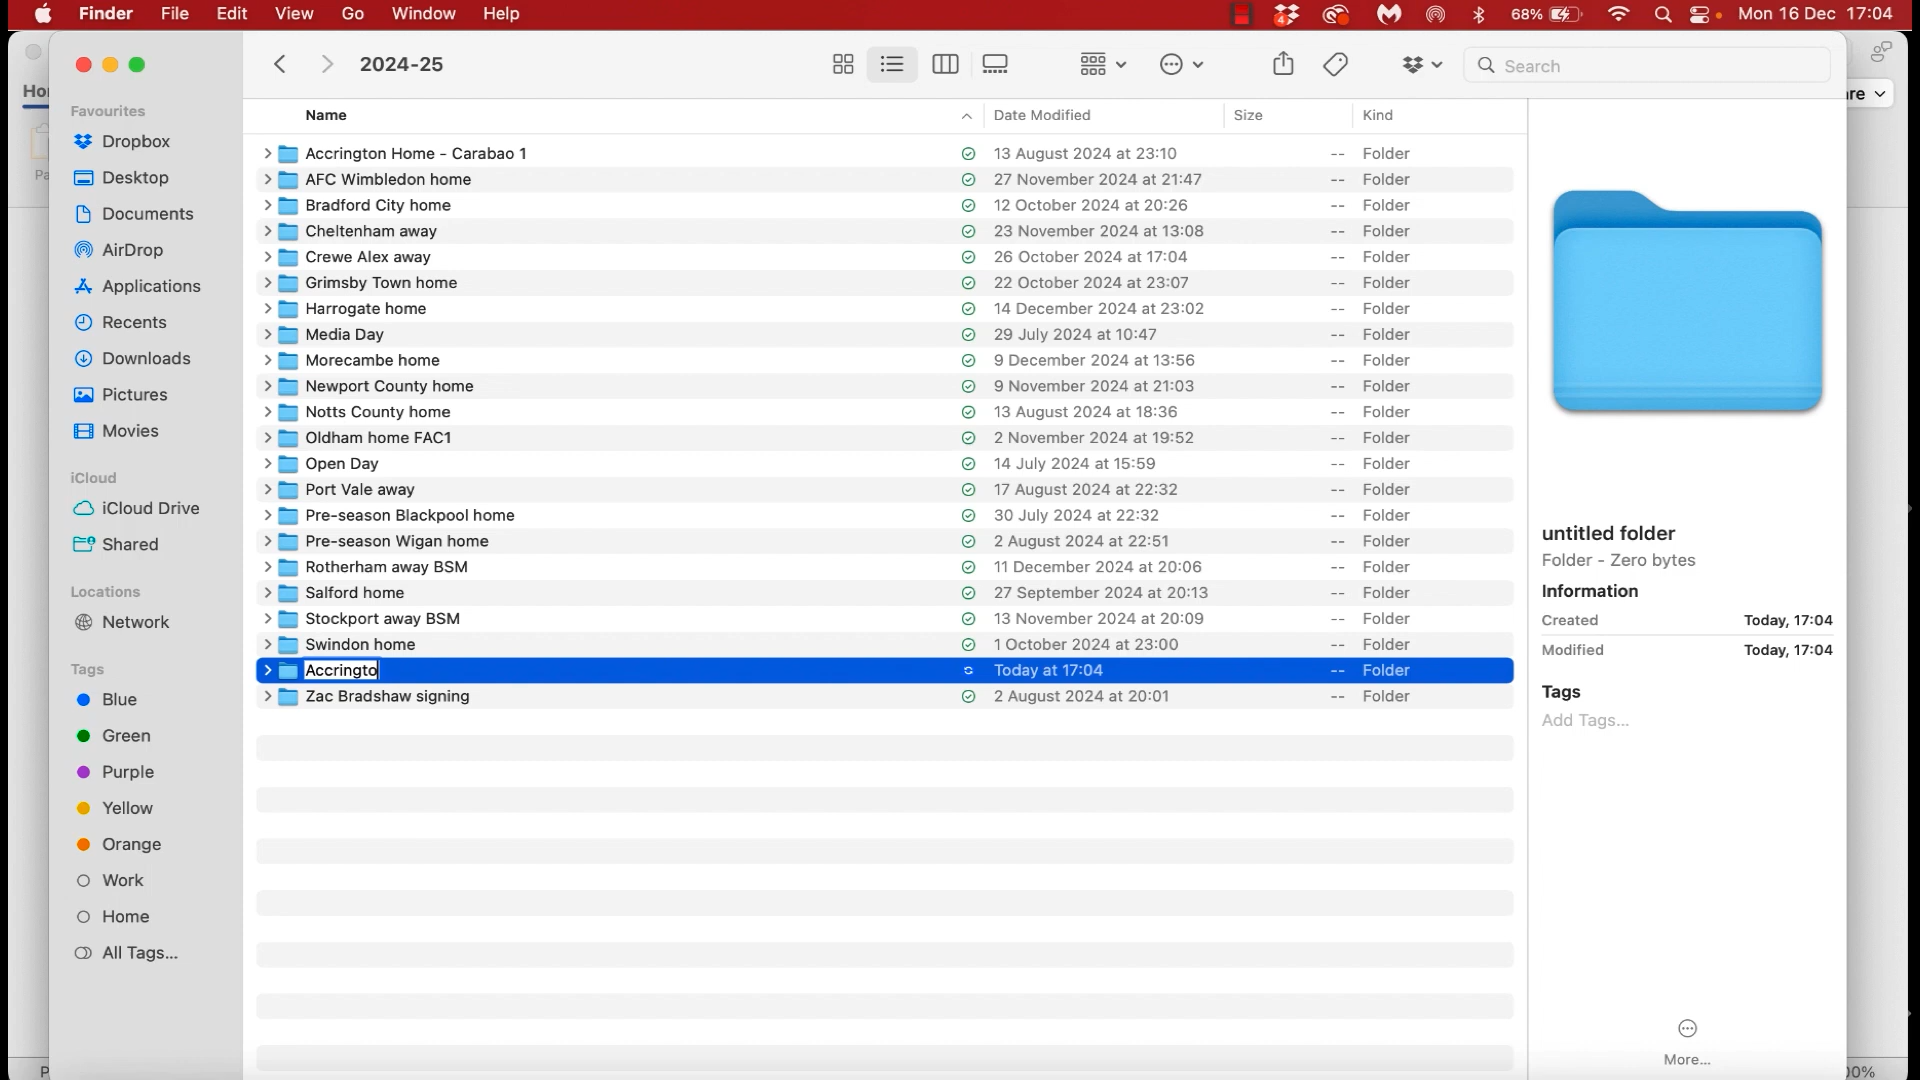 Finder File Edit View Go Window Help 4 68% Mon 16 Dec 17:04
2024-25 Search
Favourites
Dropbox
Desktop
Documents
AirDrop
Applications
Recents
Downloads
Pictures
Movies
iCloud
iCloud Drive
Shared
Locations
Network
Tags
Blue
Green
Purple
Yellow
Orange
Work
Home
All Tags...
Name Date Modified Size Kind
Accrington Home - Carabao 1 13 August 2024 at 23:10 -- Folder
AFC Wimbledon home 27 November 2024 at 21:47 -- Folder
Bradford City home 12 October 2024 at 20:26 -- Folder
Cheltenham away 23 November 2024 at 13:08 -- Folder
Crewe Alex away 26 October 2024 at 17:04 -- Folder
Grimsby Town home 22 October 2024 at 23:07 -- Folder
Harrogate home 14 December 2024 at 23:02 -- Folder
Media Day 29 July 2024 at 10:47 -- Folder
Morecambe home 9 December 2024 at 13:56 -- Folder
Newport County home 9 November 2024 at 21:03 -- Folder
Notts County home 13 August 2024 at 18:36 -- Folder
Oldham home FAC1 2 November 2024 at 19:52 -- Folder
Open Day 14 July 2024 at 15:59 -- Folder
Port Vale away 17 August 2024 at 22:32 -- Folder
Pre-season Blackpool home 30 July 2024 at 22:32 -- Folder
Pre-season Wigan home 2 August 2024 at 22:51 -- Folder
Rotherham away BSM 11 December 2024 at 20:06 -- Folder
Salford home 27 September 2024 at 20:13 -- Folder
Stockport away BSM 13 November 2024 at 20:09 -- Folder
Swindon home 1 October 2024 at 23:00 -- Folder
Accringto Today at 17:04 -- Folder
Zac Bradshaw signing 2 August 2024 at 20:01 -- Folder
untitled folder
Folder - Zero bytes
Information
Created Today, 17:04
Modified Today, 17:04
Tags
Add Tags...
More...